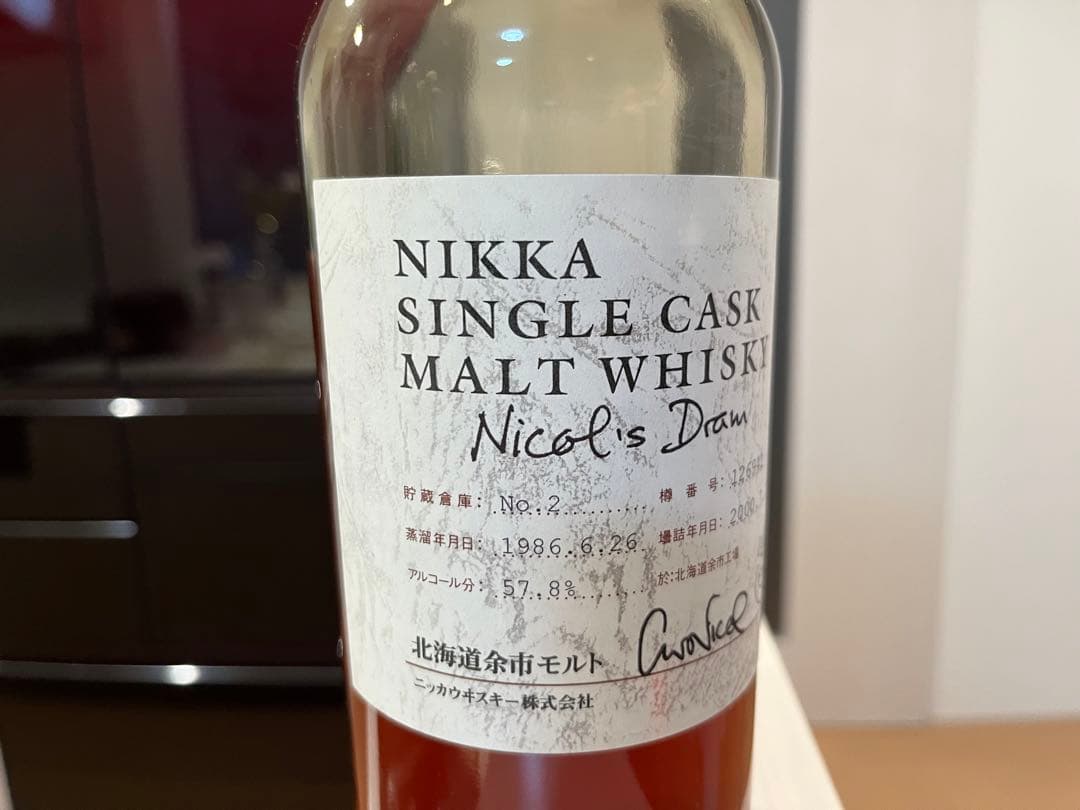 NIKKA
SINGLE CASK
MALT WHISKY
Nicol's Dram
貯蔵倉庫: No.2 樽番号:
蒸溜年月日: 1986.6.26 壜詰年月日:
アルコール分: 57.8% 於:北海道余市工場
北海道余市モルト
ニッカウヰスキー株式会社